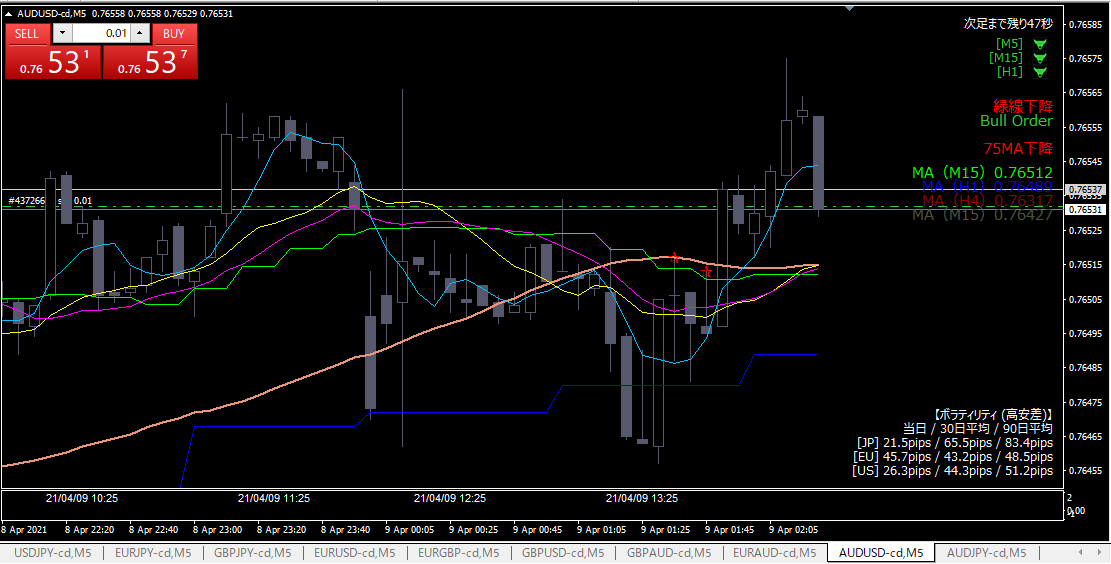 AUDUSD-cd,M5 0.76558 0.76558 0.76529 0.76531
SELL 0.01 BUY
0.76 53 1 0.76 53 7
次足まで残り47秒
[M5]
[M15]
[H1]
緑線下降
Bull Order
75MA下降
MA (M15) 0.76512
MA (H1) 0.76489
MA (H4) 0.76317
MA (M15) 0.76427
#437266 0.01
0.76585
0.76575
0.76565
0.76555
0.76545
0.76537
0.76535
0.76531
0.76525
0.76515
0.76505
0.76495
0.76485
0.76475
0.76465
0.76455
【ボラティリティ (高安差)】
当日 / 30日平均 / 90日平均
[JP] 21.5pips / 65.5pips / 83.4pips
[EU] 45.7pips / 43.2pips / 48.5pips
[US] 26.3pips / 44.3pips / 51.2pips
21/04/09 10:25 21/04/09 11:25 21/04/09 12:25 21/04/09 13:25
2
8 Apr 2021 8 Apr 22:20 8 Apr 22:40 8 Apr 23:00 8 Apr 23:20 8 Apr 23:40 9 Apr 00:05 9 Apr 00:25 9 Apr 00:45 9 Apr 01:05 9 Apr 01:25 9 Apr 01:45 9 Apr 02:05
USDJPY-cd,M5 EURJPY-cd,M5 GBPJPY-cd,M5 EURUSD-cd,M5 EURGBP-cd,M5 GBPUSD-cd,M5 GBPAUD-cd,M5 EURAUD-cd,M5 AUDUSD-cd,M5 AUDJPY-cd,M5